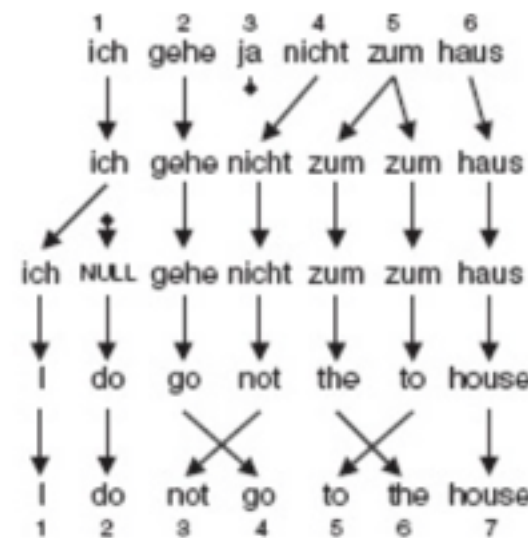 1 2 3 4 5 6
ich gehe ja nicht zum haus
ich gehe nicht zum zum haus
ich NULL gehe nicht zum zum haus
I do go not the to house
I do not go to the house
1 2 3 4 5 6 7